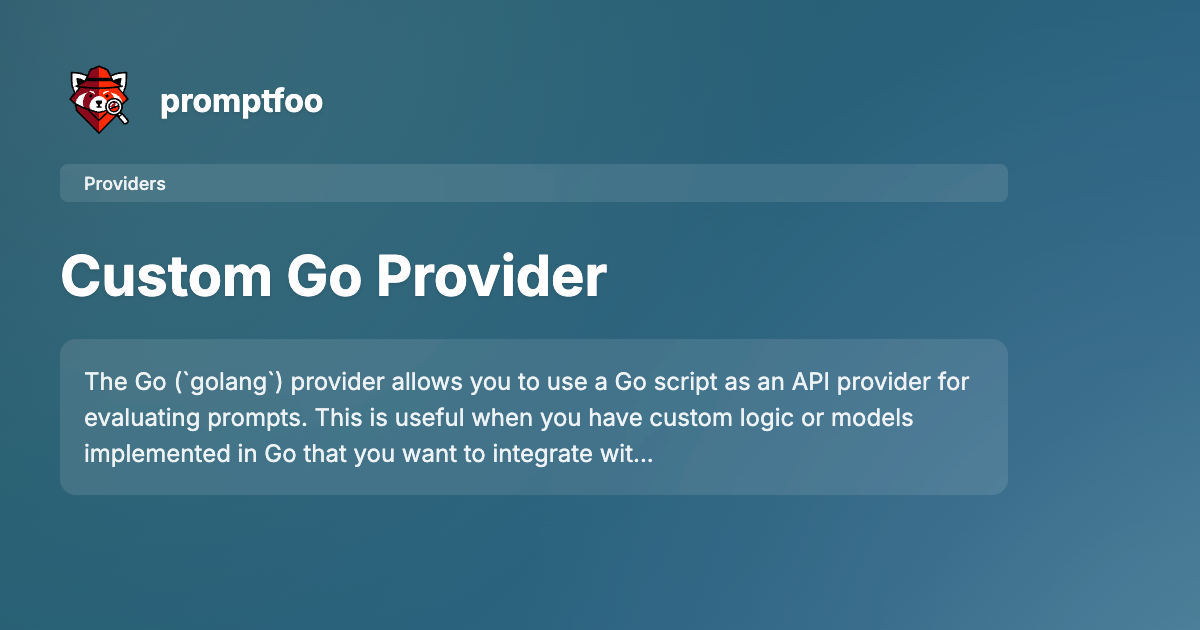 promptfoo
Providers
Custom Go Provider
The Go (`golang`) provider allows you to use a Go script as an API provider for
evaluating prompts. This is useful when you have custom logic or models
implemented in Go that you want to integrate wit...